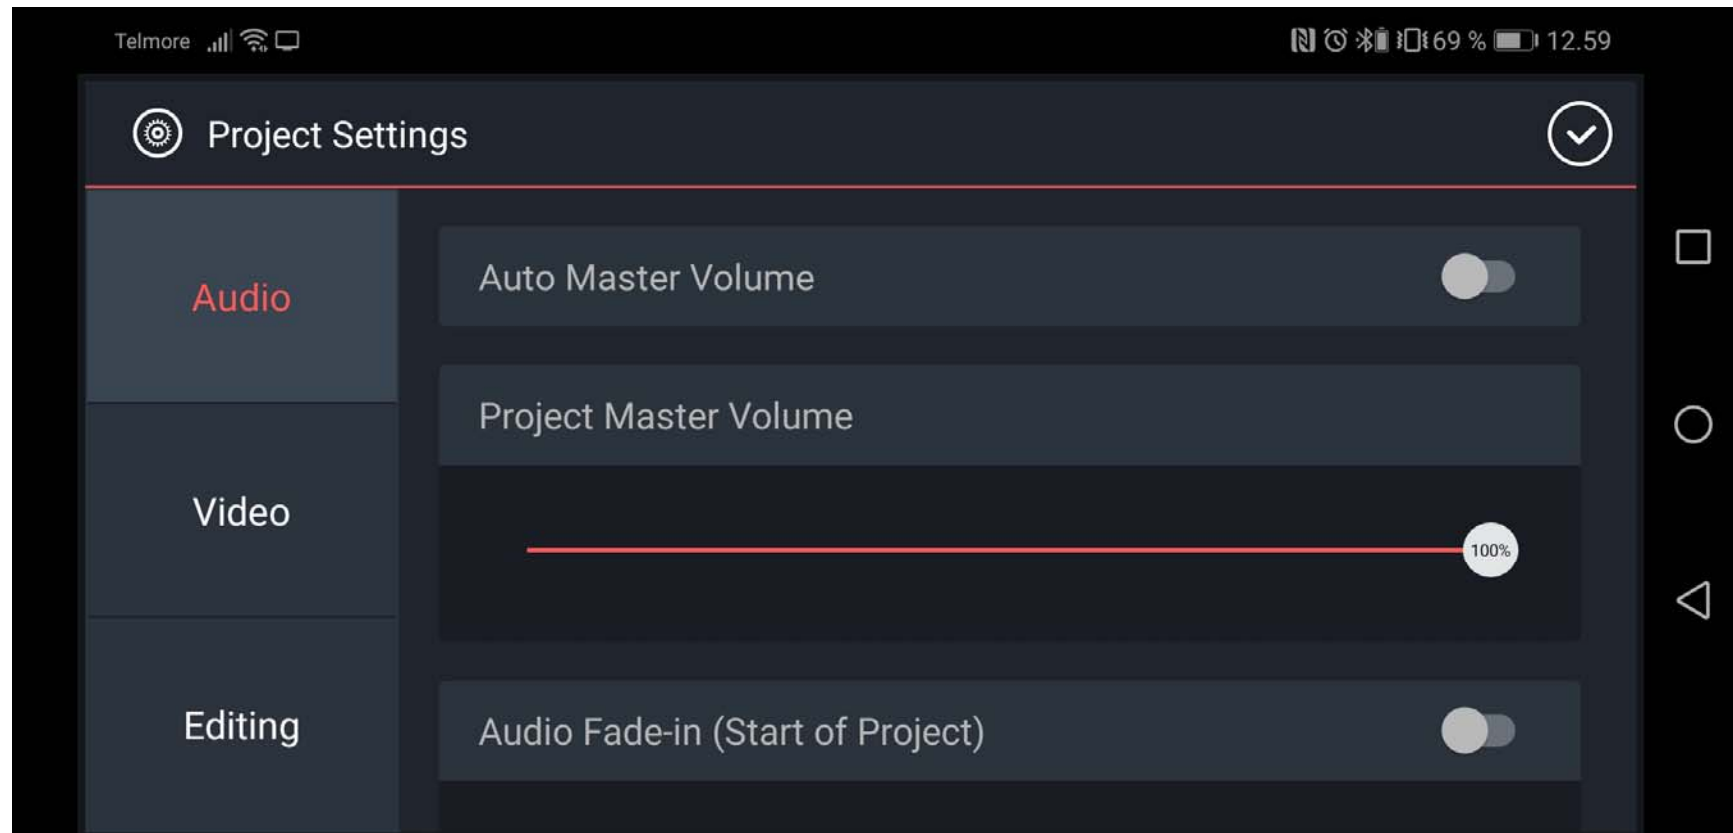 Telmore 69 % 12.59
Project Settings
Audio
Auto Master Volume
Project Master Volume
Video
100%
Editing
Audio Fade-in (Start of Project)